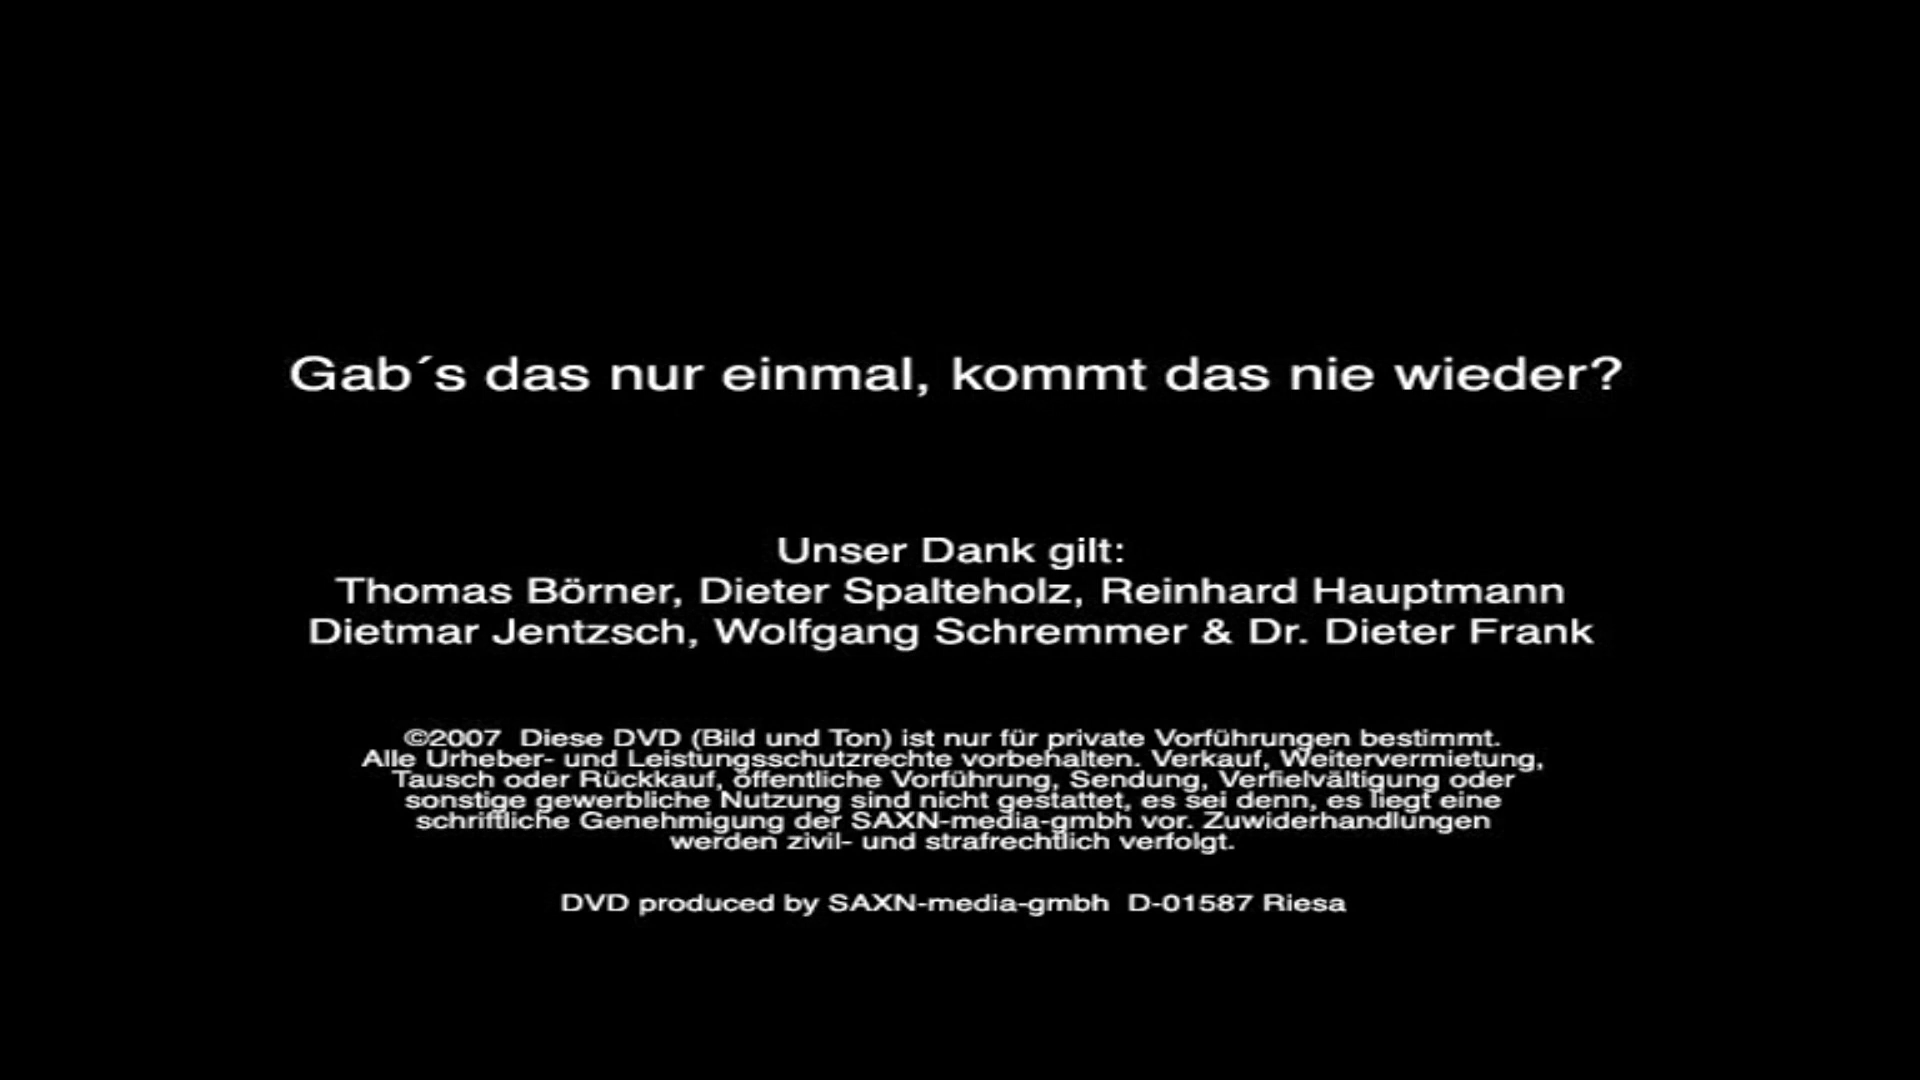 Gab´s das nur einmal, kommt das nie wieder?
Unser Dank gilt:
Thomas Börner, Dieter Spalteholz, Reinhard Hauptmann
Dietmar Jentzsch, Wolfgang Schremmer & Dr. Dieter Frank
©2007  Diese DVD (Bild und Ton) ist nur für private Vorführungen bestimmt.
Alle Urheber- und Leistungsschutzrechte vorbehalten. Verkauf, Weitervermietung,
Tausch oder Rückkauf, öffentliche Vorführung, Sendung, Verfielvältigung oder
sonstige gewerbliche Nutzung sind nicht gestattet, es sei denn, es liegt eine
schriftliche Genehmigung der SAXN-media-gmbh vor. Zuwiderhandlungen
werden zivil- und strafrechtlich verfolgt.
DVD produced by SAXN-media-gmbh  D-01587 Riesa